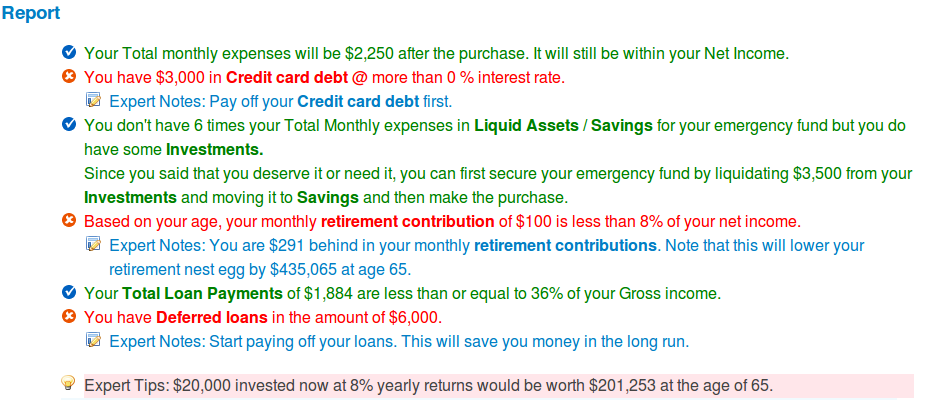 Report
Your Total monthly expenses will be $2,250 after the purchase. It will still be within your Net Income.
You have $3,000 in Credit card debt @ more than 0 % interest rate.
Expert Notes: Pay off your Credit card debt first.
You don't have 6 times your Total Monthly expenses in Liquid Assets / Savings for your emergency fund but you do
have some Investments.
Since you said that you deserve it or need it, you can first secure your emergency fund by liquidating $3,500 from your
Investments and moving it to Savings and then make the purchase.
Based on your age, your monthly retirement contribution of $100 is less than 8% of your net income.
Expert Notes: You are $291 behind in your monthly retirement contributions. Note that this will lower your
retirement nest egg by $435,065 at age 65.
Your Total Loan Payments of $1,884 are less than or equal to 36% of your Gross income.
You have Deferred loans in the amount of $6,000.
Expert Notes: Start paying off your loans. This will save you money in the long run.
Expert Tips: $20,000 invested now at 8% yearly returns would be worth $201,253 at the age of 65.